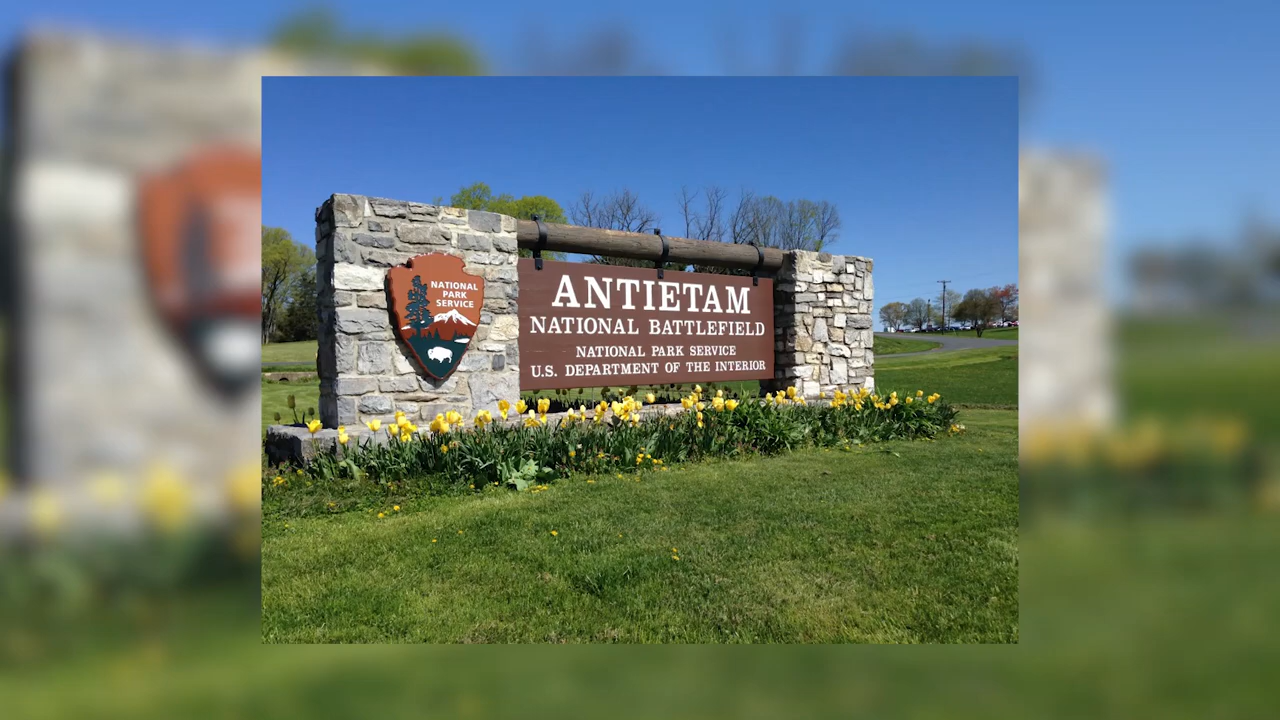 NATIONAL
PARK
SERVICE
ANTIETAM
NATIONAL BATTLEFIELD
NATIONAL PARK SERVICE
U.S. DEPARTMENT OF THE INTERIOR